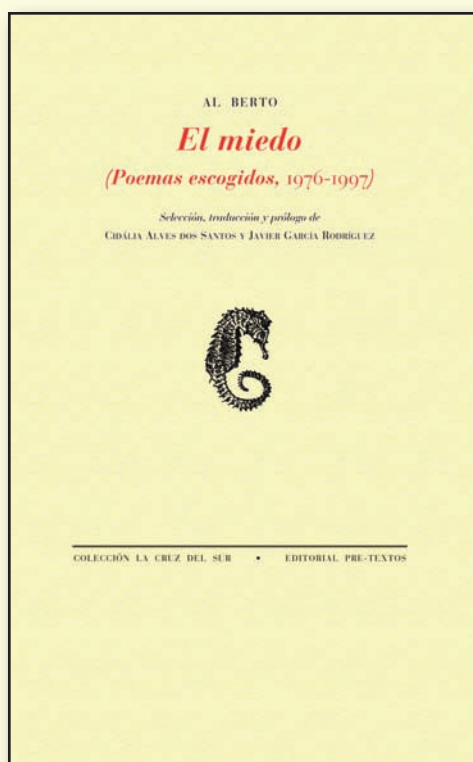 AL BERTO
El miedo
(Poemas escogidos, 1976-1997)
Selección, traducción y prólogo de
CIDÁLIA ALVES DOS SANTOS Y JAVIER GARCÍA RODRÍGUEZ
COLECCIÓN LA CRUZ DEL SUR • EDITORIAL PRE-TEXTOS